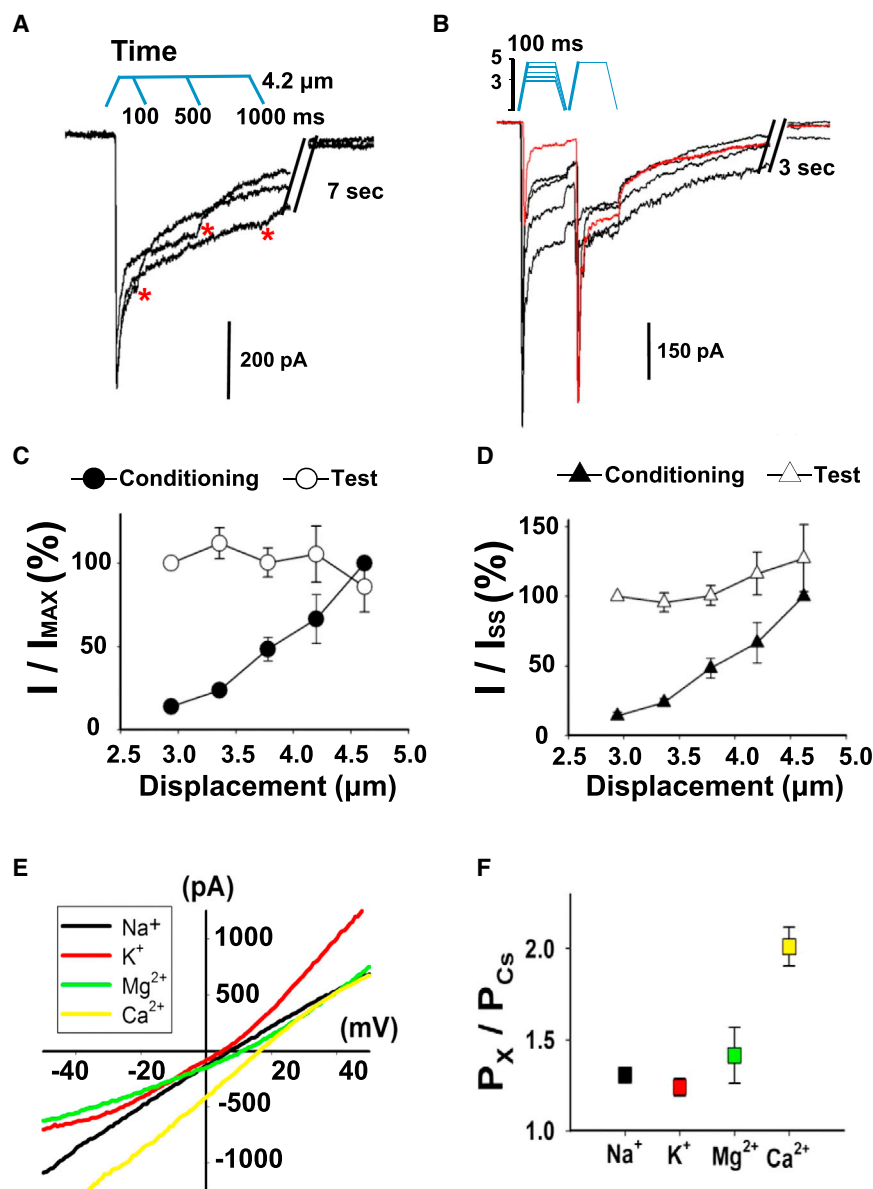 A
Time
4.2 µm
100 500 1000 ms
7 sec
*
*
*
200 pA
B
100 ms
5
3
3 sec
150 pA
C
Conditioning Test
I / IMAX (%)
100
50
0
2.5 3.0 3.5 4.0 4.5 5.0
Displacement (µm)
D
Conditioning Test
I / ISS (%)
150
100
50
0
2.5 3.0 3.5 4.0 4.5 5.0
Displacement (µm)
E
(pA)
Na+
K+
Mg2+
Ca2+
1000
500
(mV)
-40 -20 20 40
-500
-1000
F
PX / PCs
2.0
1.5
1.0
Na+ K+ Mg2+ Ca2+